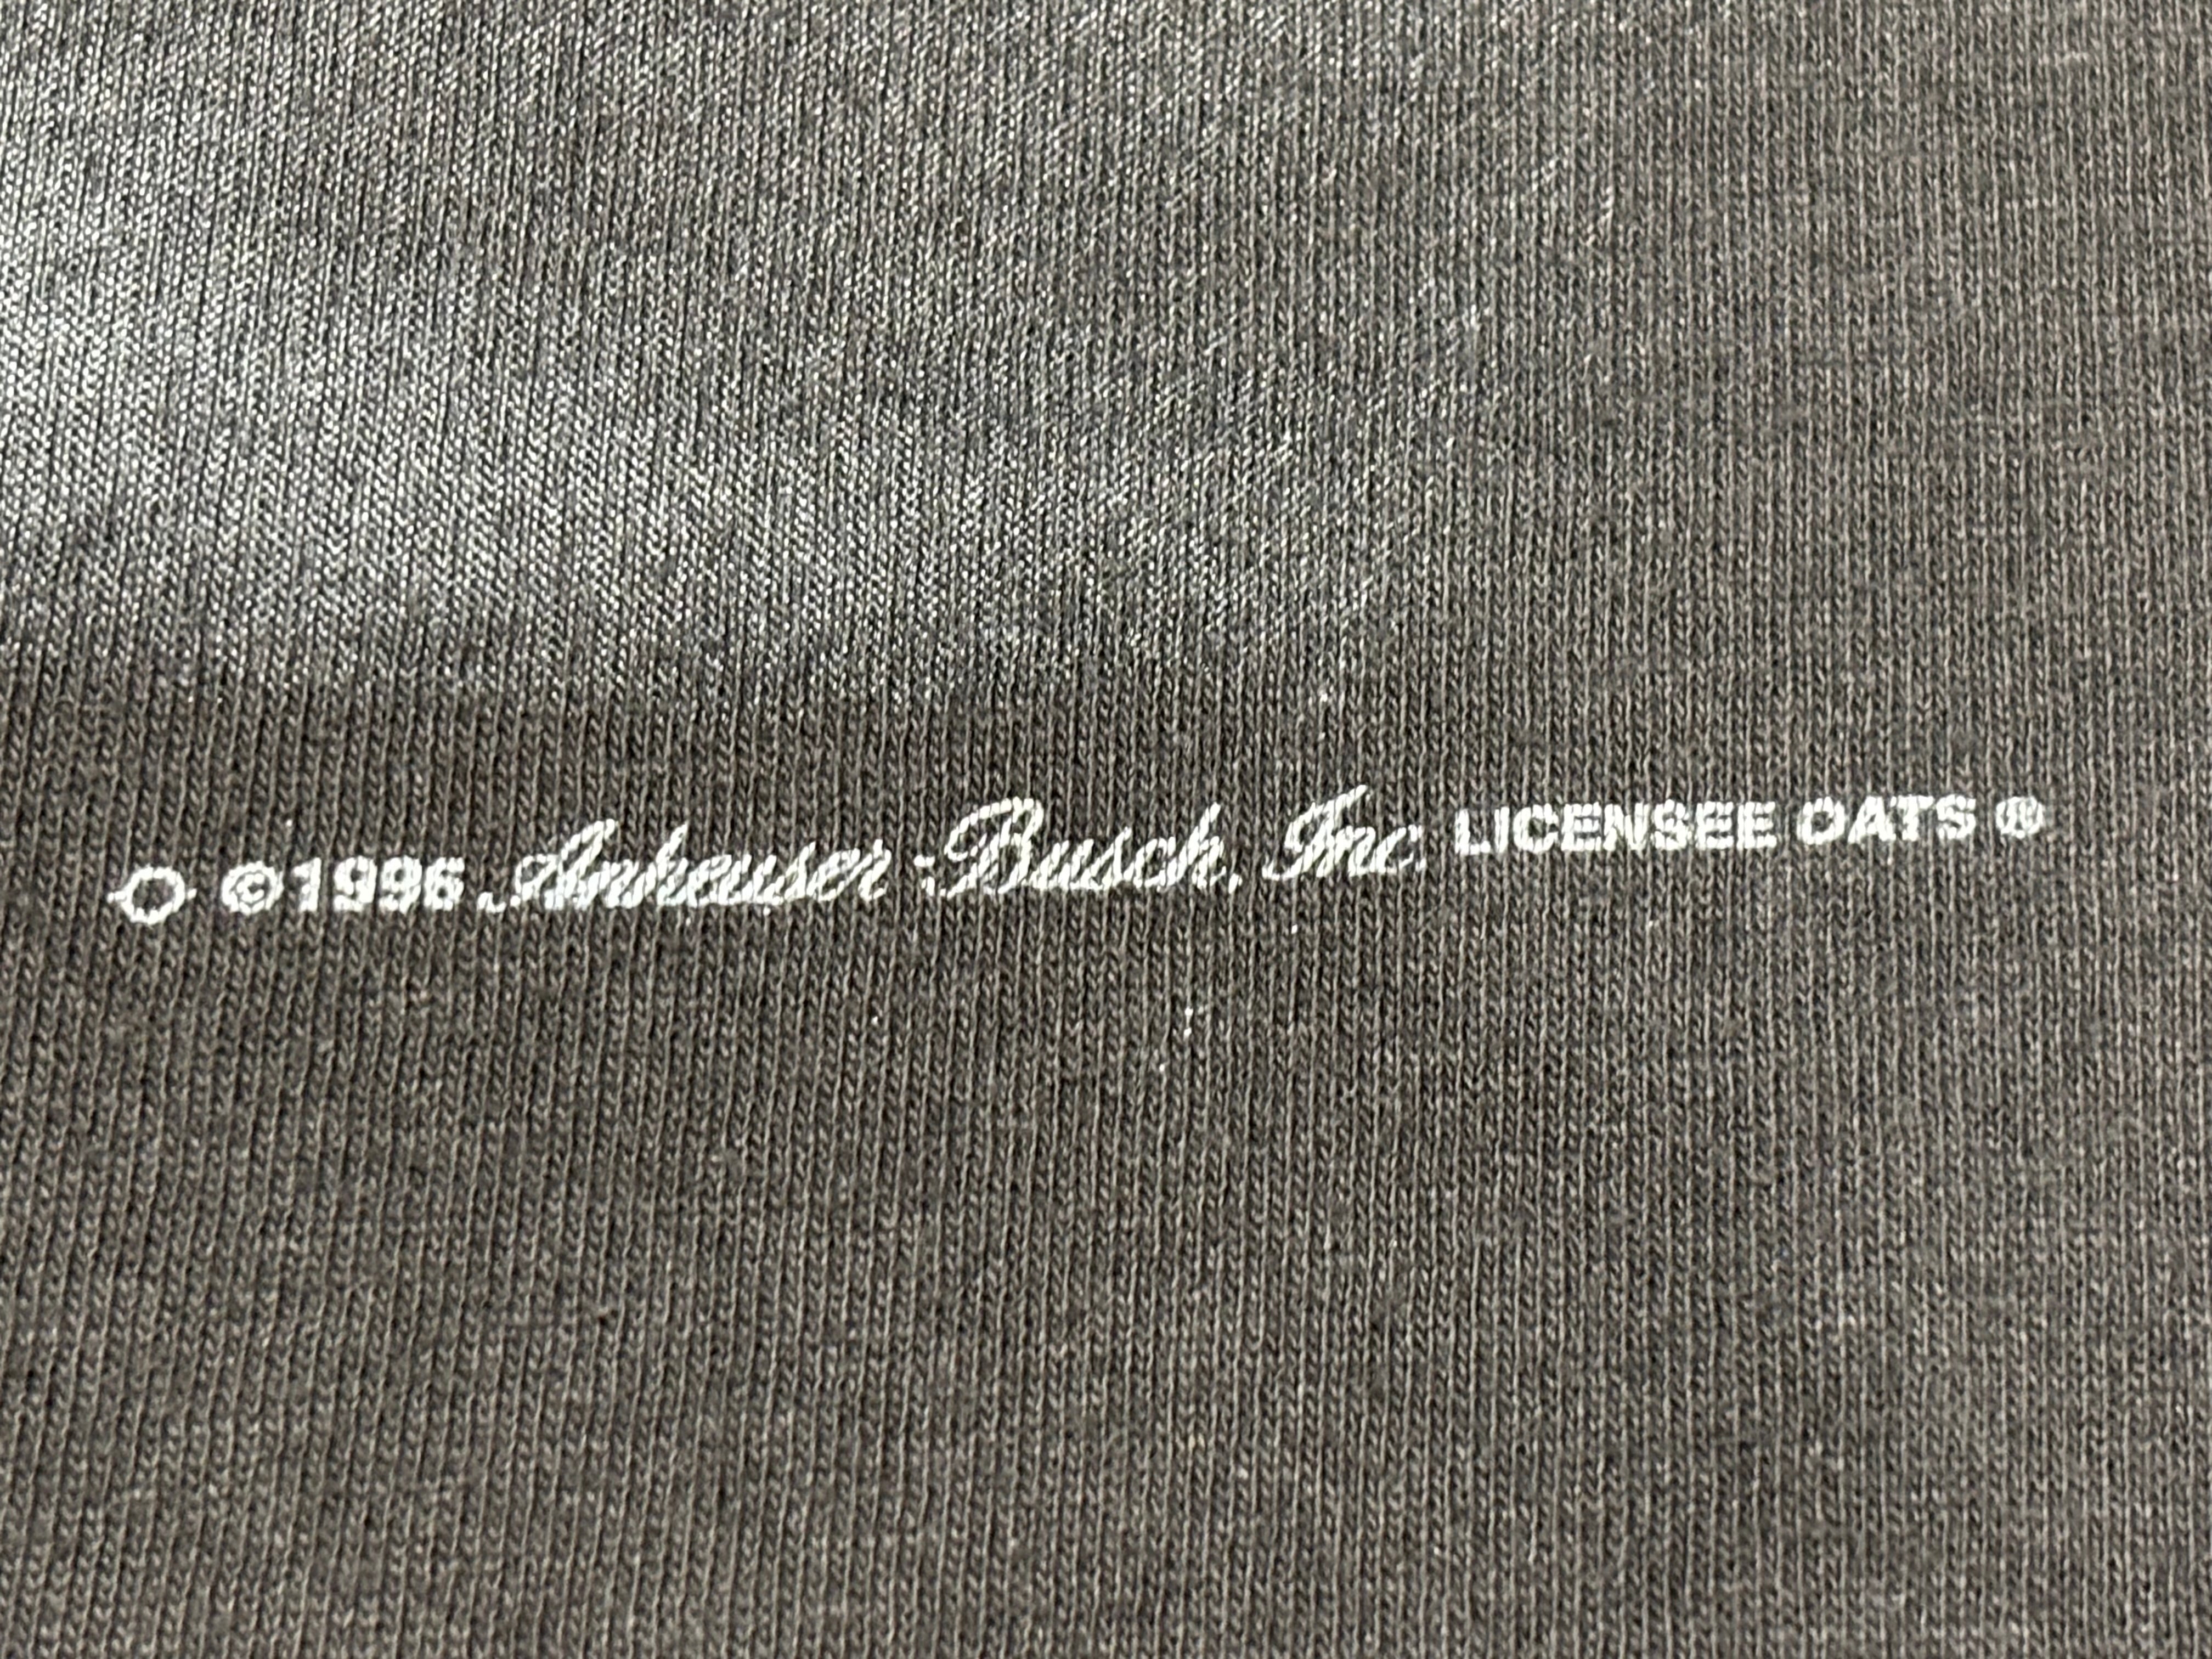 ©1996 Anheuser-Busch, Inc. LICENSEE OATS ®